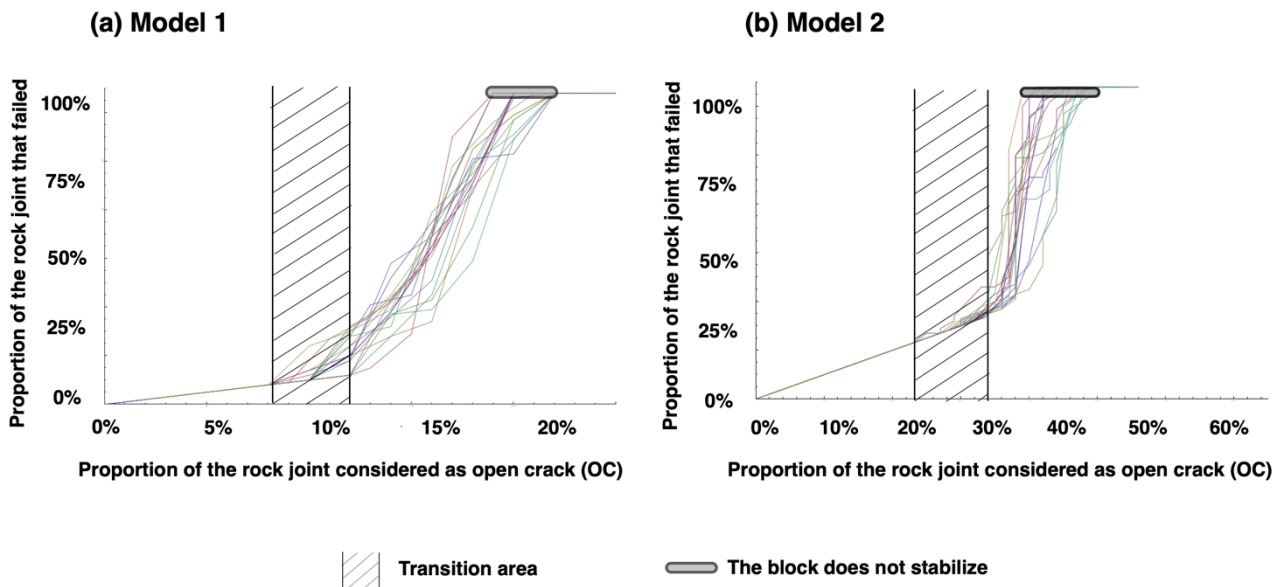 (a) Model 1
Proportion of the rock joint that failed
100%
75%
50%
25%
0%
0% 5% 10% 15% 20%
Proportion of the rock joint considered as open crack (OC)
(b) Model 2
Proportion of the rock joint that failed
100%
75%
50%
25%
0%
0% 10% 20% 30% 40% 50% 60%
Proportion of the rock joint considered as open crack (OC)
Transition area
The block does not stabilize